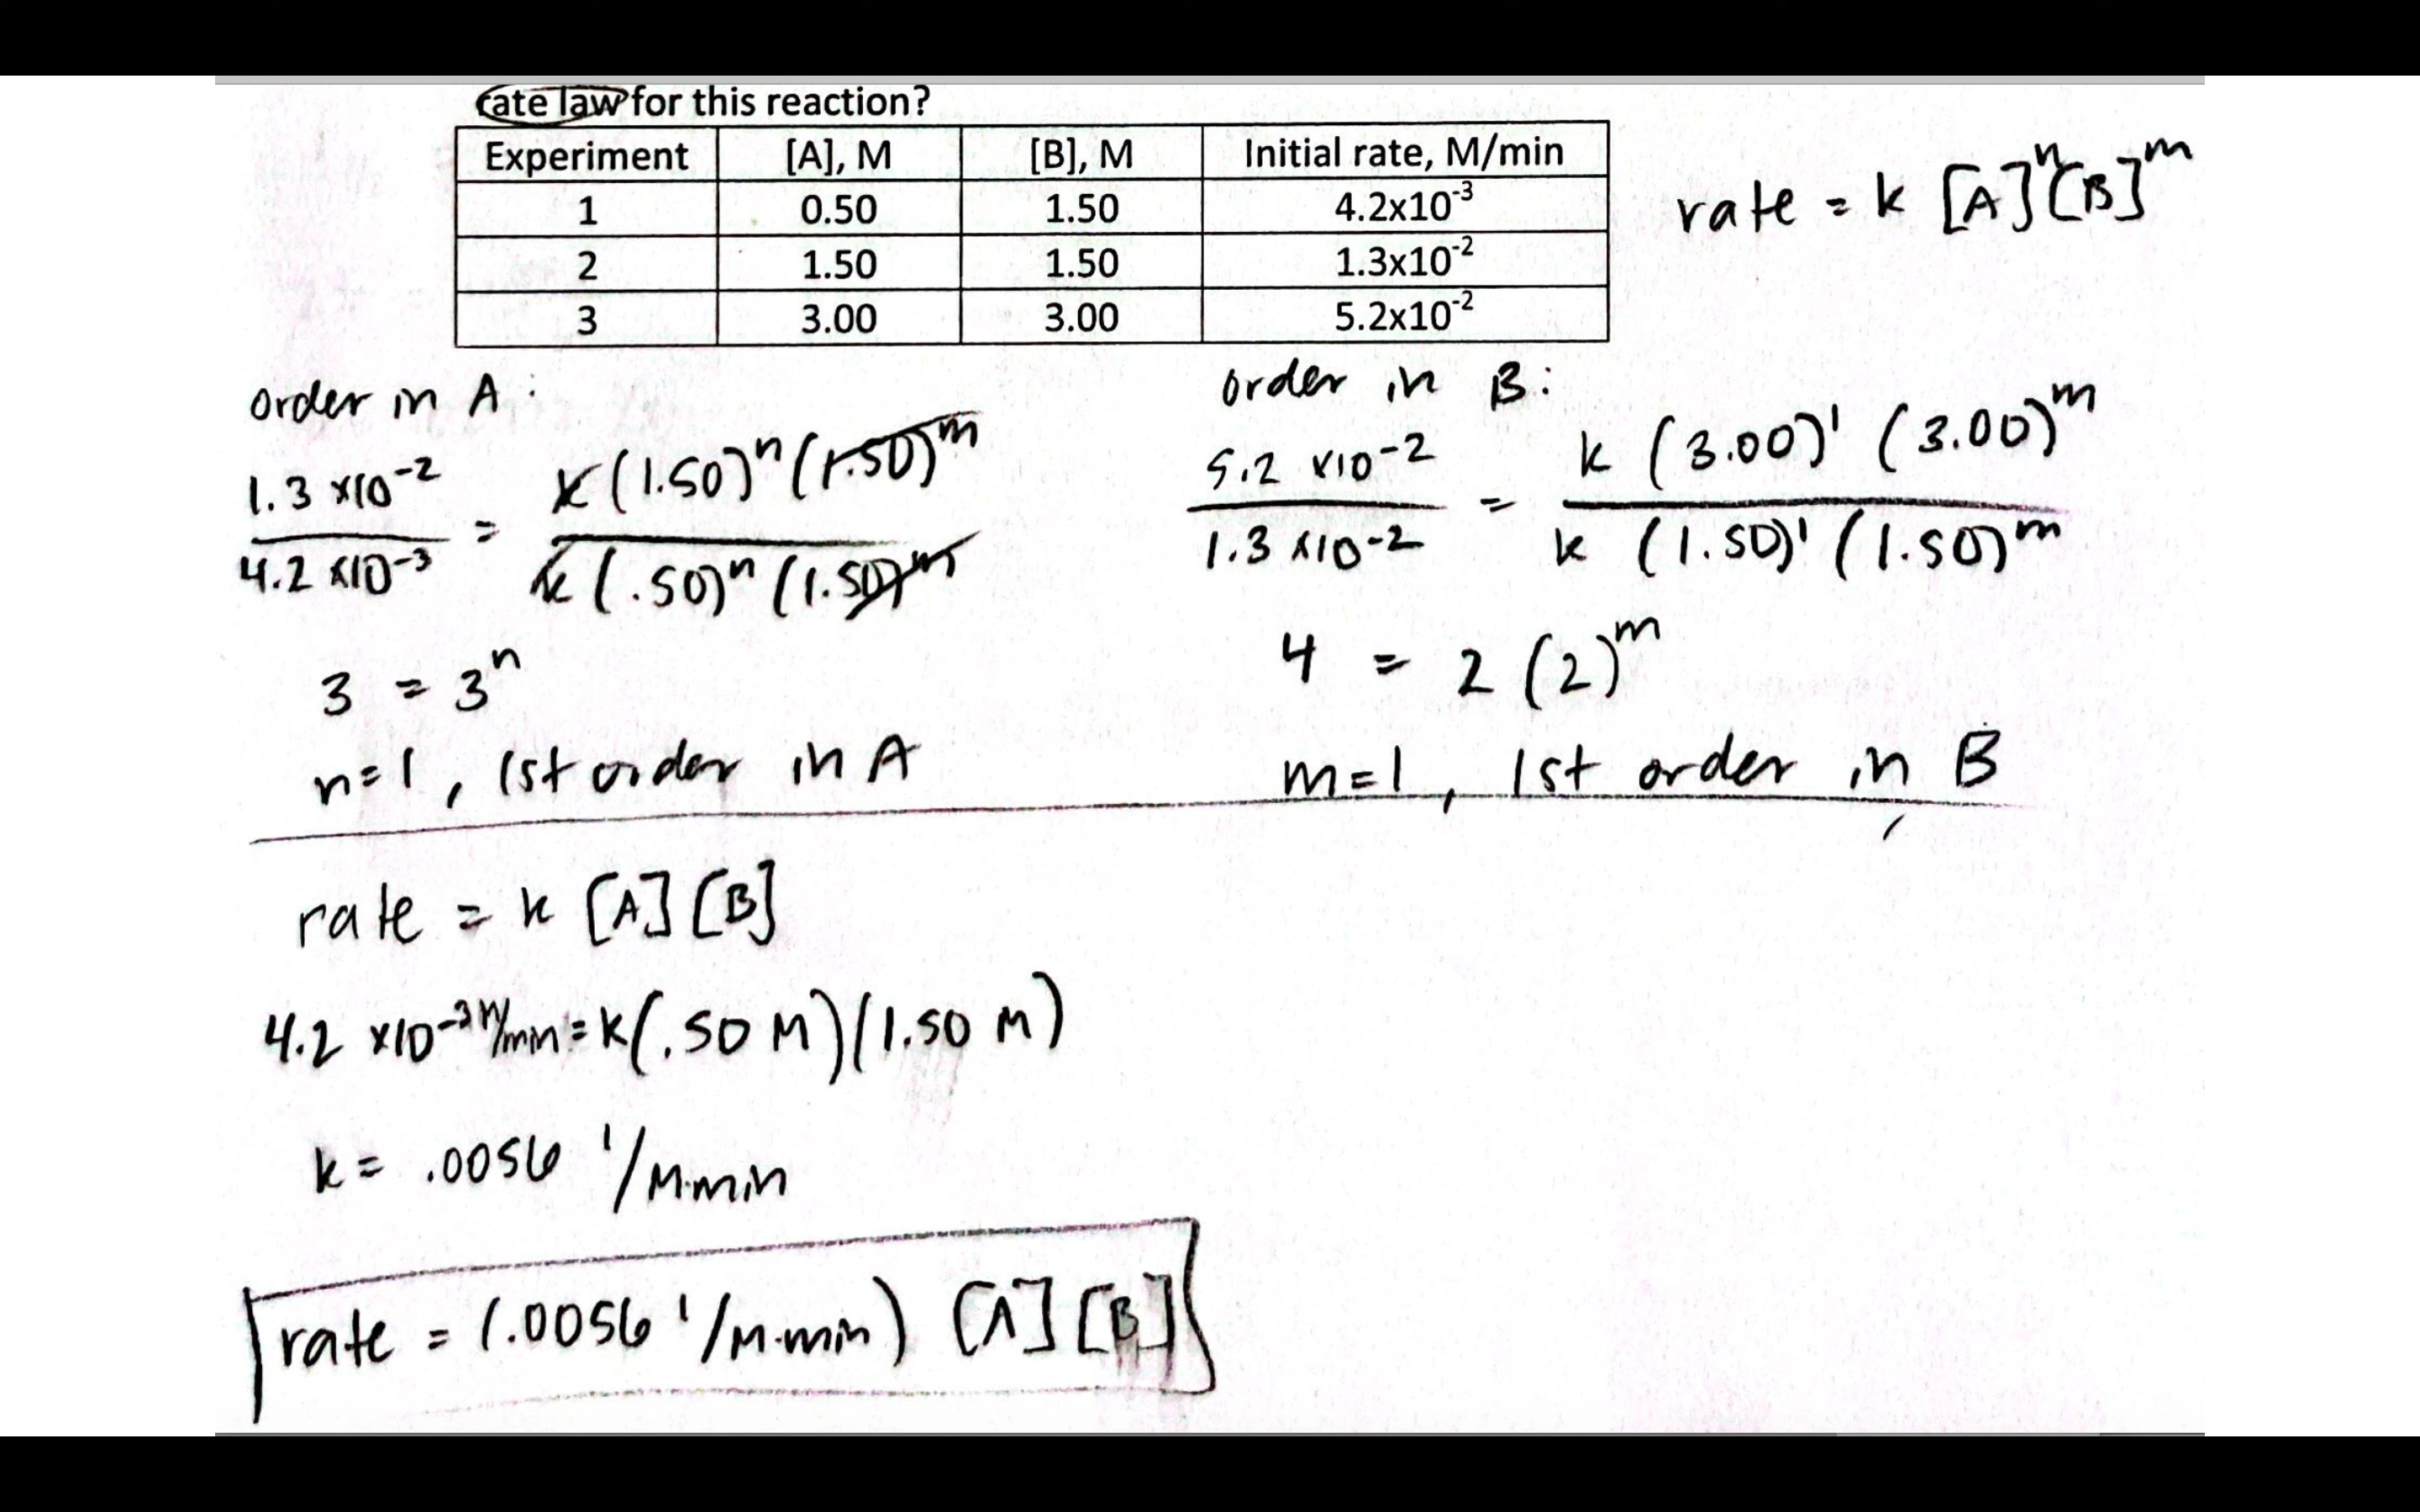 rate law for this reaction?
Experiment [A], M [B], M Initial rate, M/min
1 0.50 1.50 4.2x10⁻³
2 1.50 1.50 1.3x10⁻²
3 3.00 3.00 5.2x10⁻²
rate = k [A]ⁿ[B]ᵐ
order in A:
1.3 x10⁻² / 4.2 x10⁻³ = k(1.50)ⁿ(1.50)ᵐ / k(.50)ⁿ(1.50)ᵐ
3 = 3ⁿ
n=1, 1st order in A
order in B:
5.2 x10⁻² / 1.3 x10⁻² = k (3.00)¹ (3.00)ᵐ / k (1.50)¹ (1.50)ᵐ
4 = 2 (2)ᵐ
m=1, 1st order in B
rate = k [A][B]
4.2 x10⁻³ M/min = k(.50 M)(1.50 M)
k = .0056 1/M·min
rate = (.0056 1/M·min) [A][B]